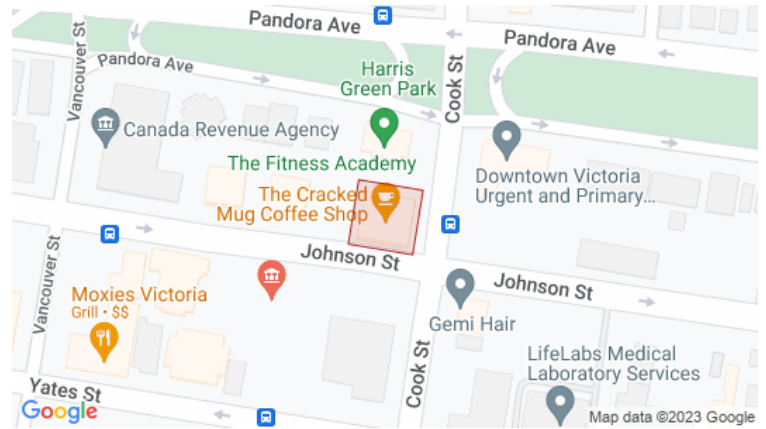 Pandora Ave
Pandora Ave
Pandora Ave
Vancouver St
Harris
Green Park
Cook St
Canada Revenue Agency
The Fitness Academy
Downtown Victoria
Urgent and Primary...
The Cracked
Mug Coffee Shop
Johnson St
Johnson St
Vancouver St
Moxies Victoria
Grill • $$
Gemi Hair
Cook St
LifeLabs Medical
Laboratory Services
Yates St
Google
Map data ©2023 Google